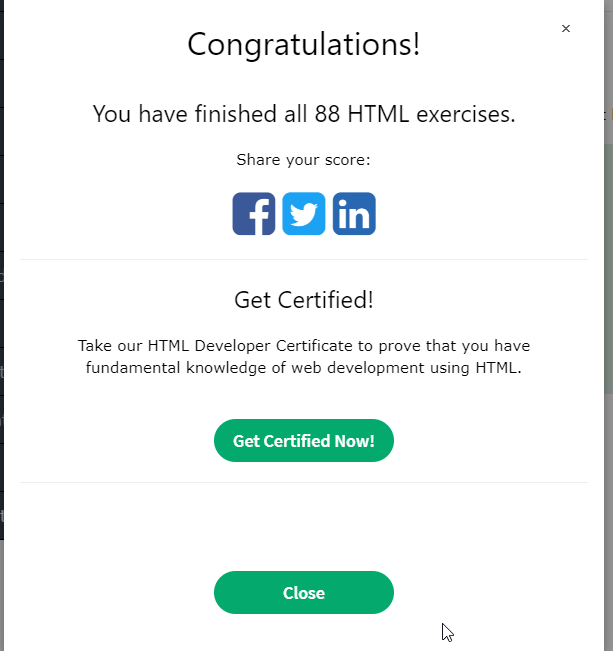 ×
Congratulations!
You have finished all 88 HTML exercises.
Share your score:
Get Certified!
Take our HTML Developer Certificate to prove that you have
fundamental knowledge of web development using HTML.
Get Certified Now!
Close